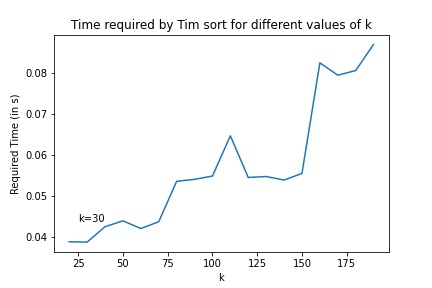 Time required by Tim sort for different values of k
Required Time (in s)
0.08
0.07
0.06
0.05
0.04
k=30
25 50 75 100 125 150 175
k